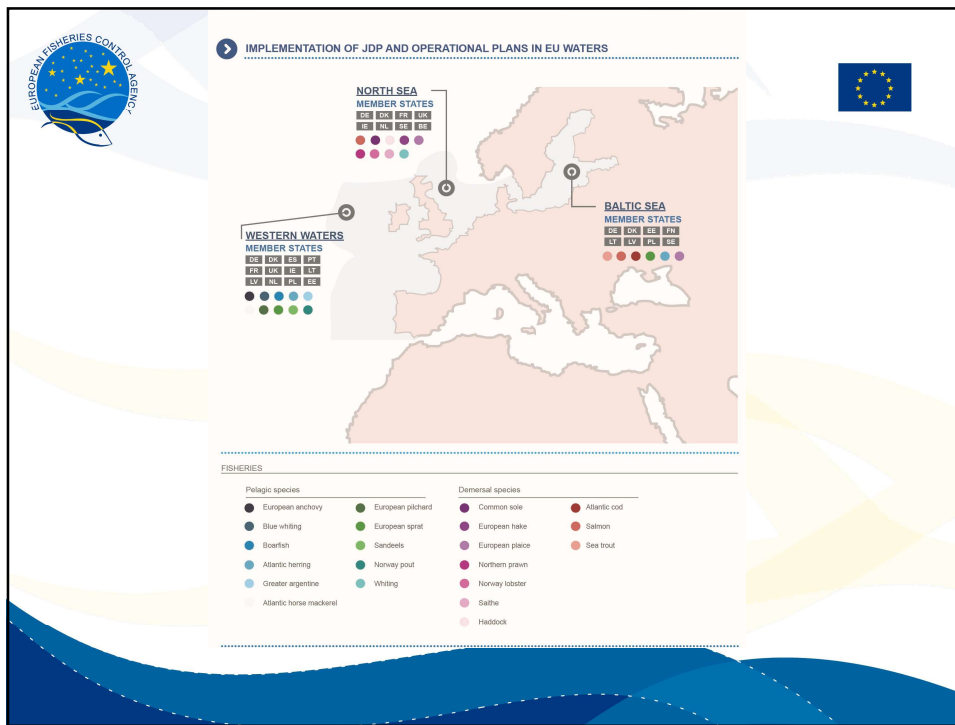 EUROPEAN FISHERIES CONTROL AGENCY
IMPLEMENTATION OF JDP AND OPERATIONAL PLANS IN EU WATERS
NORTH SEA
MEMBER STATES
DE DK FR UK
IE NL SE BE
BALTIC SEA
MEMBER STATES
DE DK EE FN
LT LV PL SE
WESTERN WATERS
MEMBER STATES
DE DK ES PT
FR UK IE LT
LV NL PL EE
FISHERIES
Pelagic species
European anchovy
Blue whiting
Boarfish
Atlantic herring
Greater argentine
Atlantic horse mackerel
European pilchard
European sprat
Sandeels
Norway pout
Whiting
Demersal species
Common sole
European hake
European plaice
Northern prawn
Norway lobster
Saithe
Haddock
Atlantic cod
Salmon
Sea trout